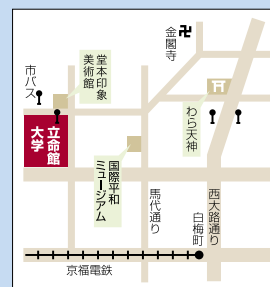 金閣寺
堂本印象
美術館
市バス
わら天神
立命館
大学
国際平和
ミュージアム
馬代通り
西大路通り
白梅町
京福電鉄